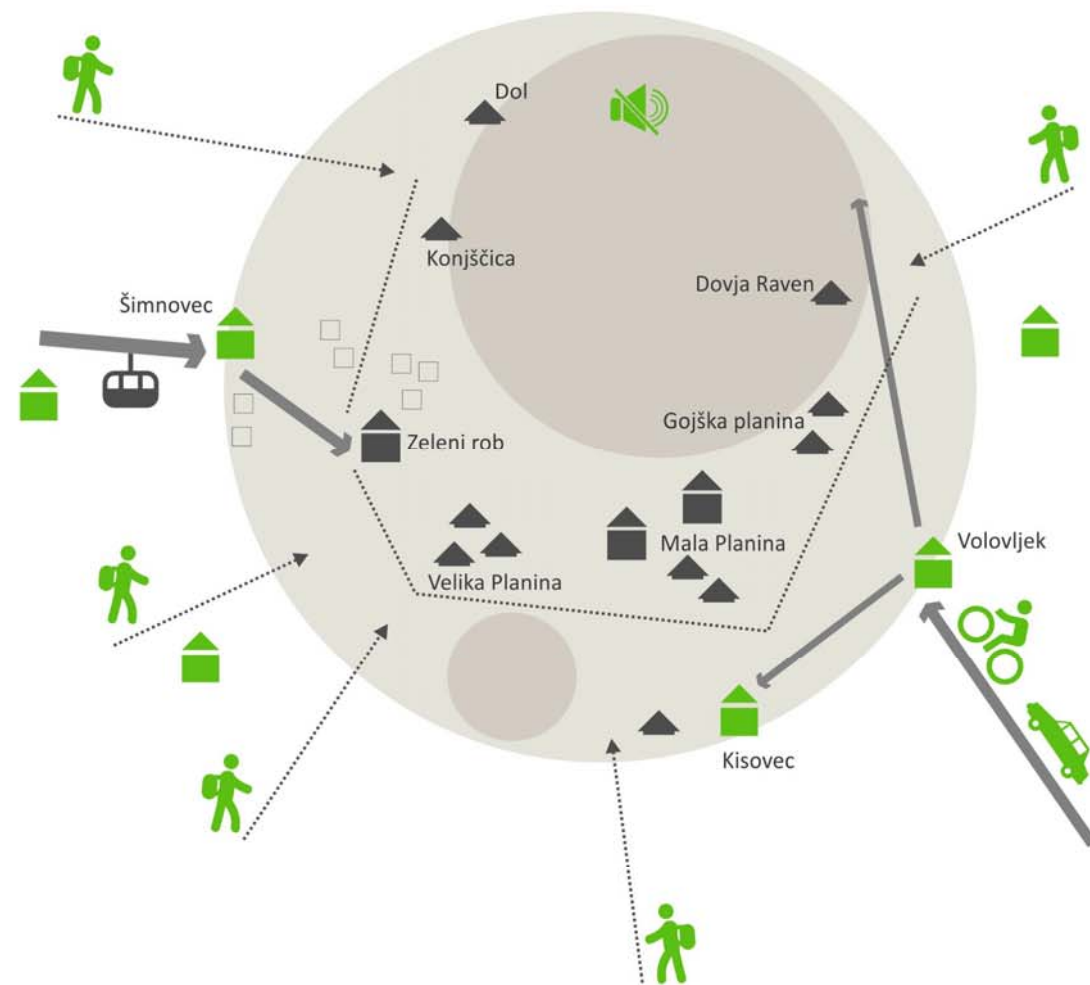 Dol
Konjščica
Dovja Raven
Šimnovec
Gojška planina
Zeleni rob
Volovljek
Mala Planina
Velika Planina
Kisovec